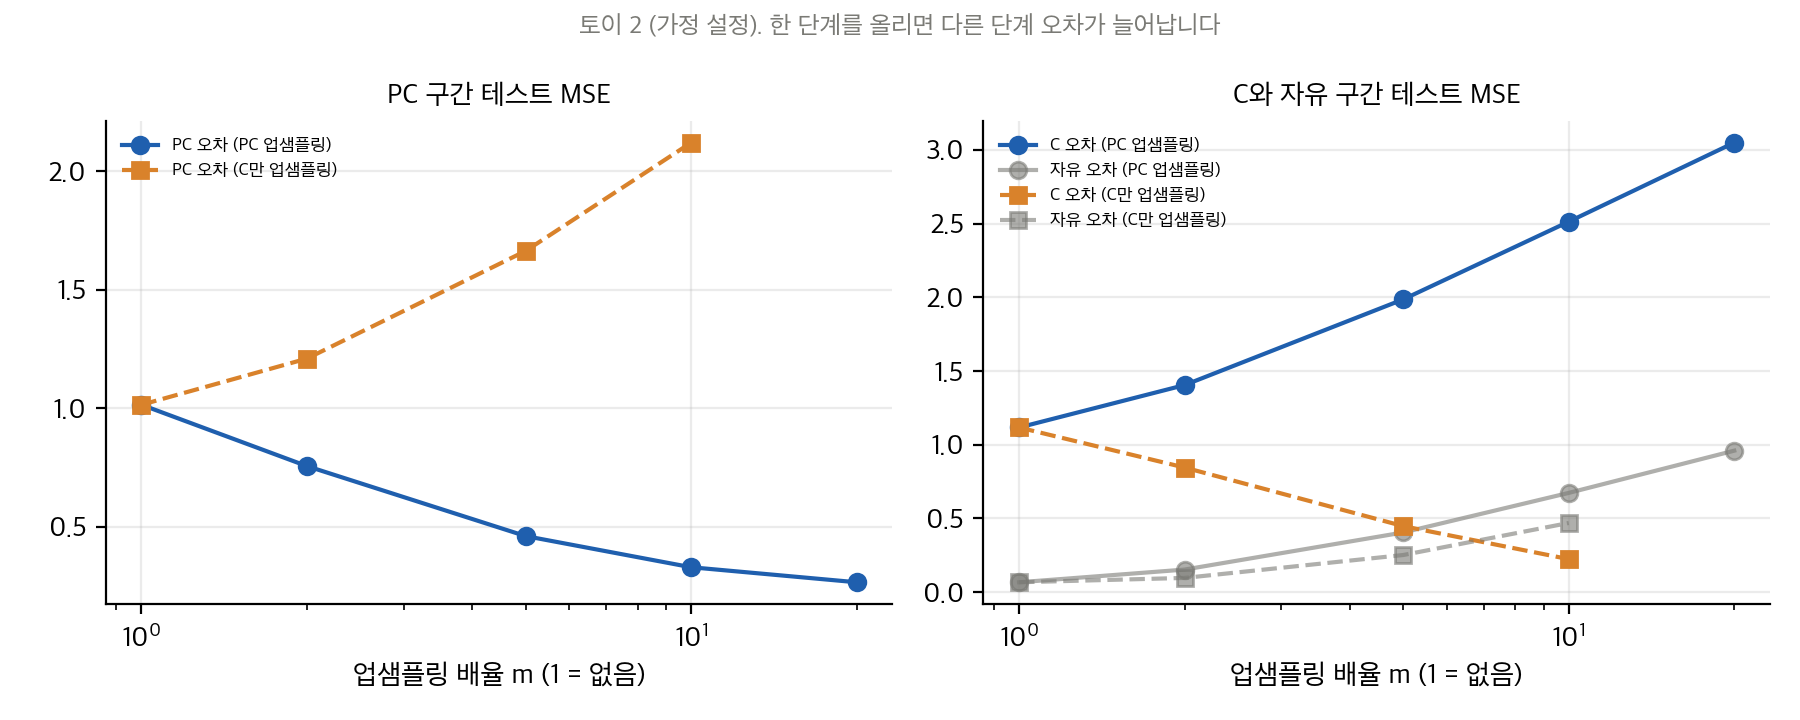 토이 2 (가정 설정). 한 단계를 올리면 다른 단계 오차가 늘어납니다
PC 구간 테스트 MSE
PC 오차 (PC 업샘플링)
PC 오차 (C만 업샘플링)
2.0
1.5
1.0
0.5
10⁰
10¹
업샘플링 배율 m (1 = 없음)
C와 자유 구간 테스트 MSE
C 오차 (PC 업샘플링)
자유 오차 (PC 업샘플링)
C 오차 (C만 업샘플링)
자유 오차 (C만 업샘플링)
3.0
2.5
2.0
1.5
1.0
0.5
0.0
10⁰
10¹
업샘플링 배율 m (1 = 없음)